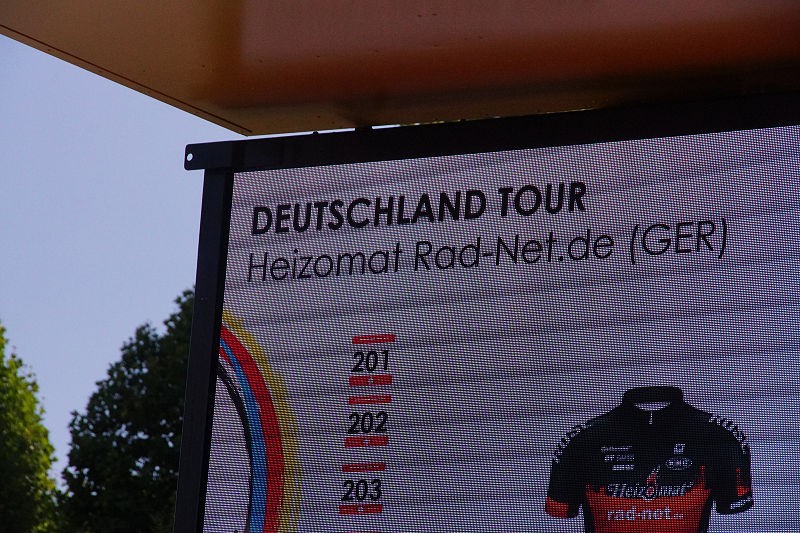 DEUTSCHLAND TOUR
Heizomat Rad-Net.de (GER)
201
202
203
Heizomat
rad-net.de